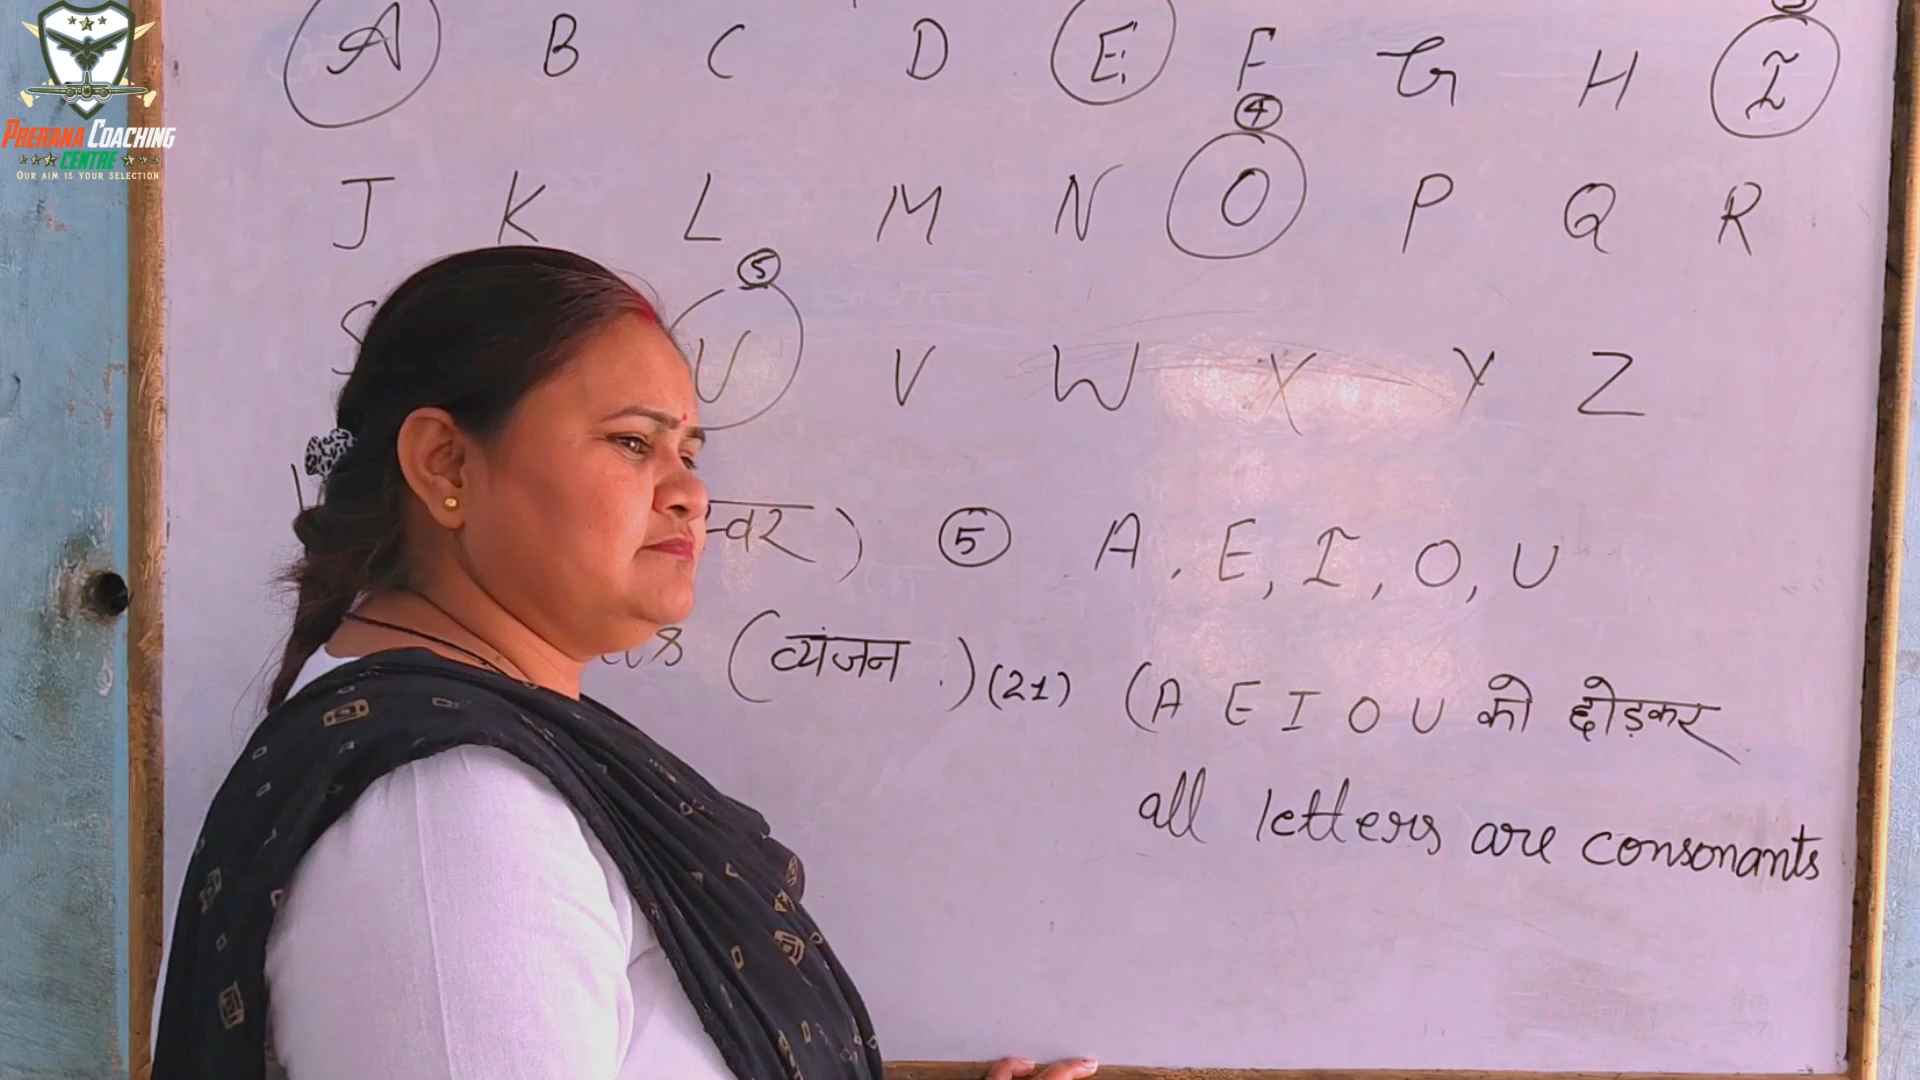 PRERANA COACHING
CENTRE
OUR AIM IS YOUR SELECTION
A B C D E F G H I
④
J K L M N O P Q R
⑤
S U V W X Y Z
स्वर ) ⑤ A, E, I, O, U
(व्यंजन.) (21) (A E I O U को छोड़कर
all letters are consonants